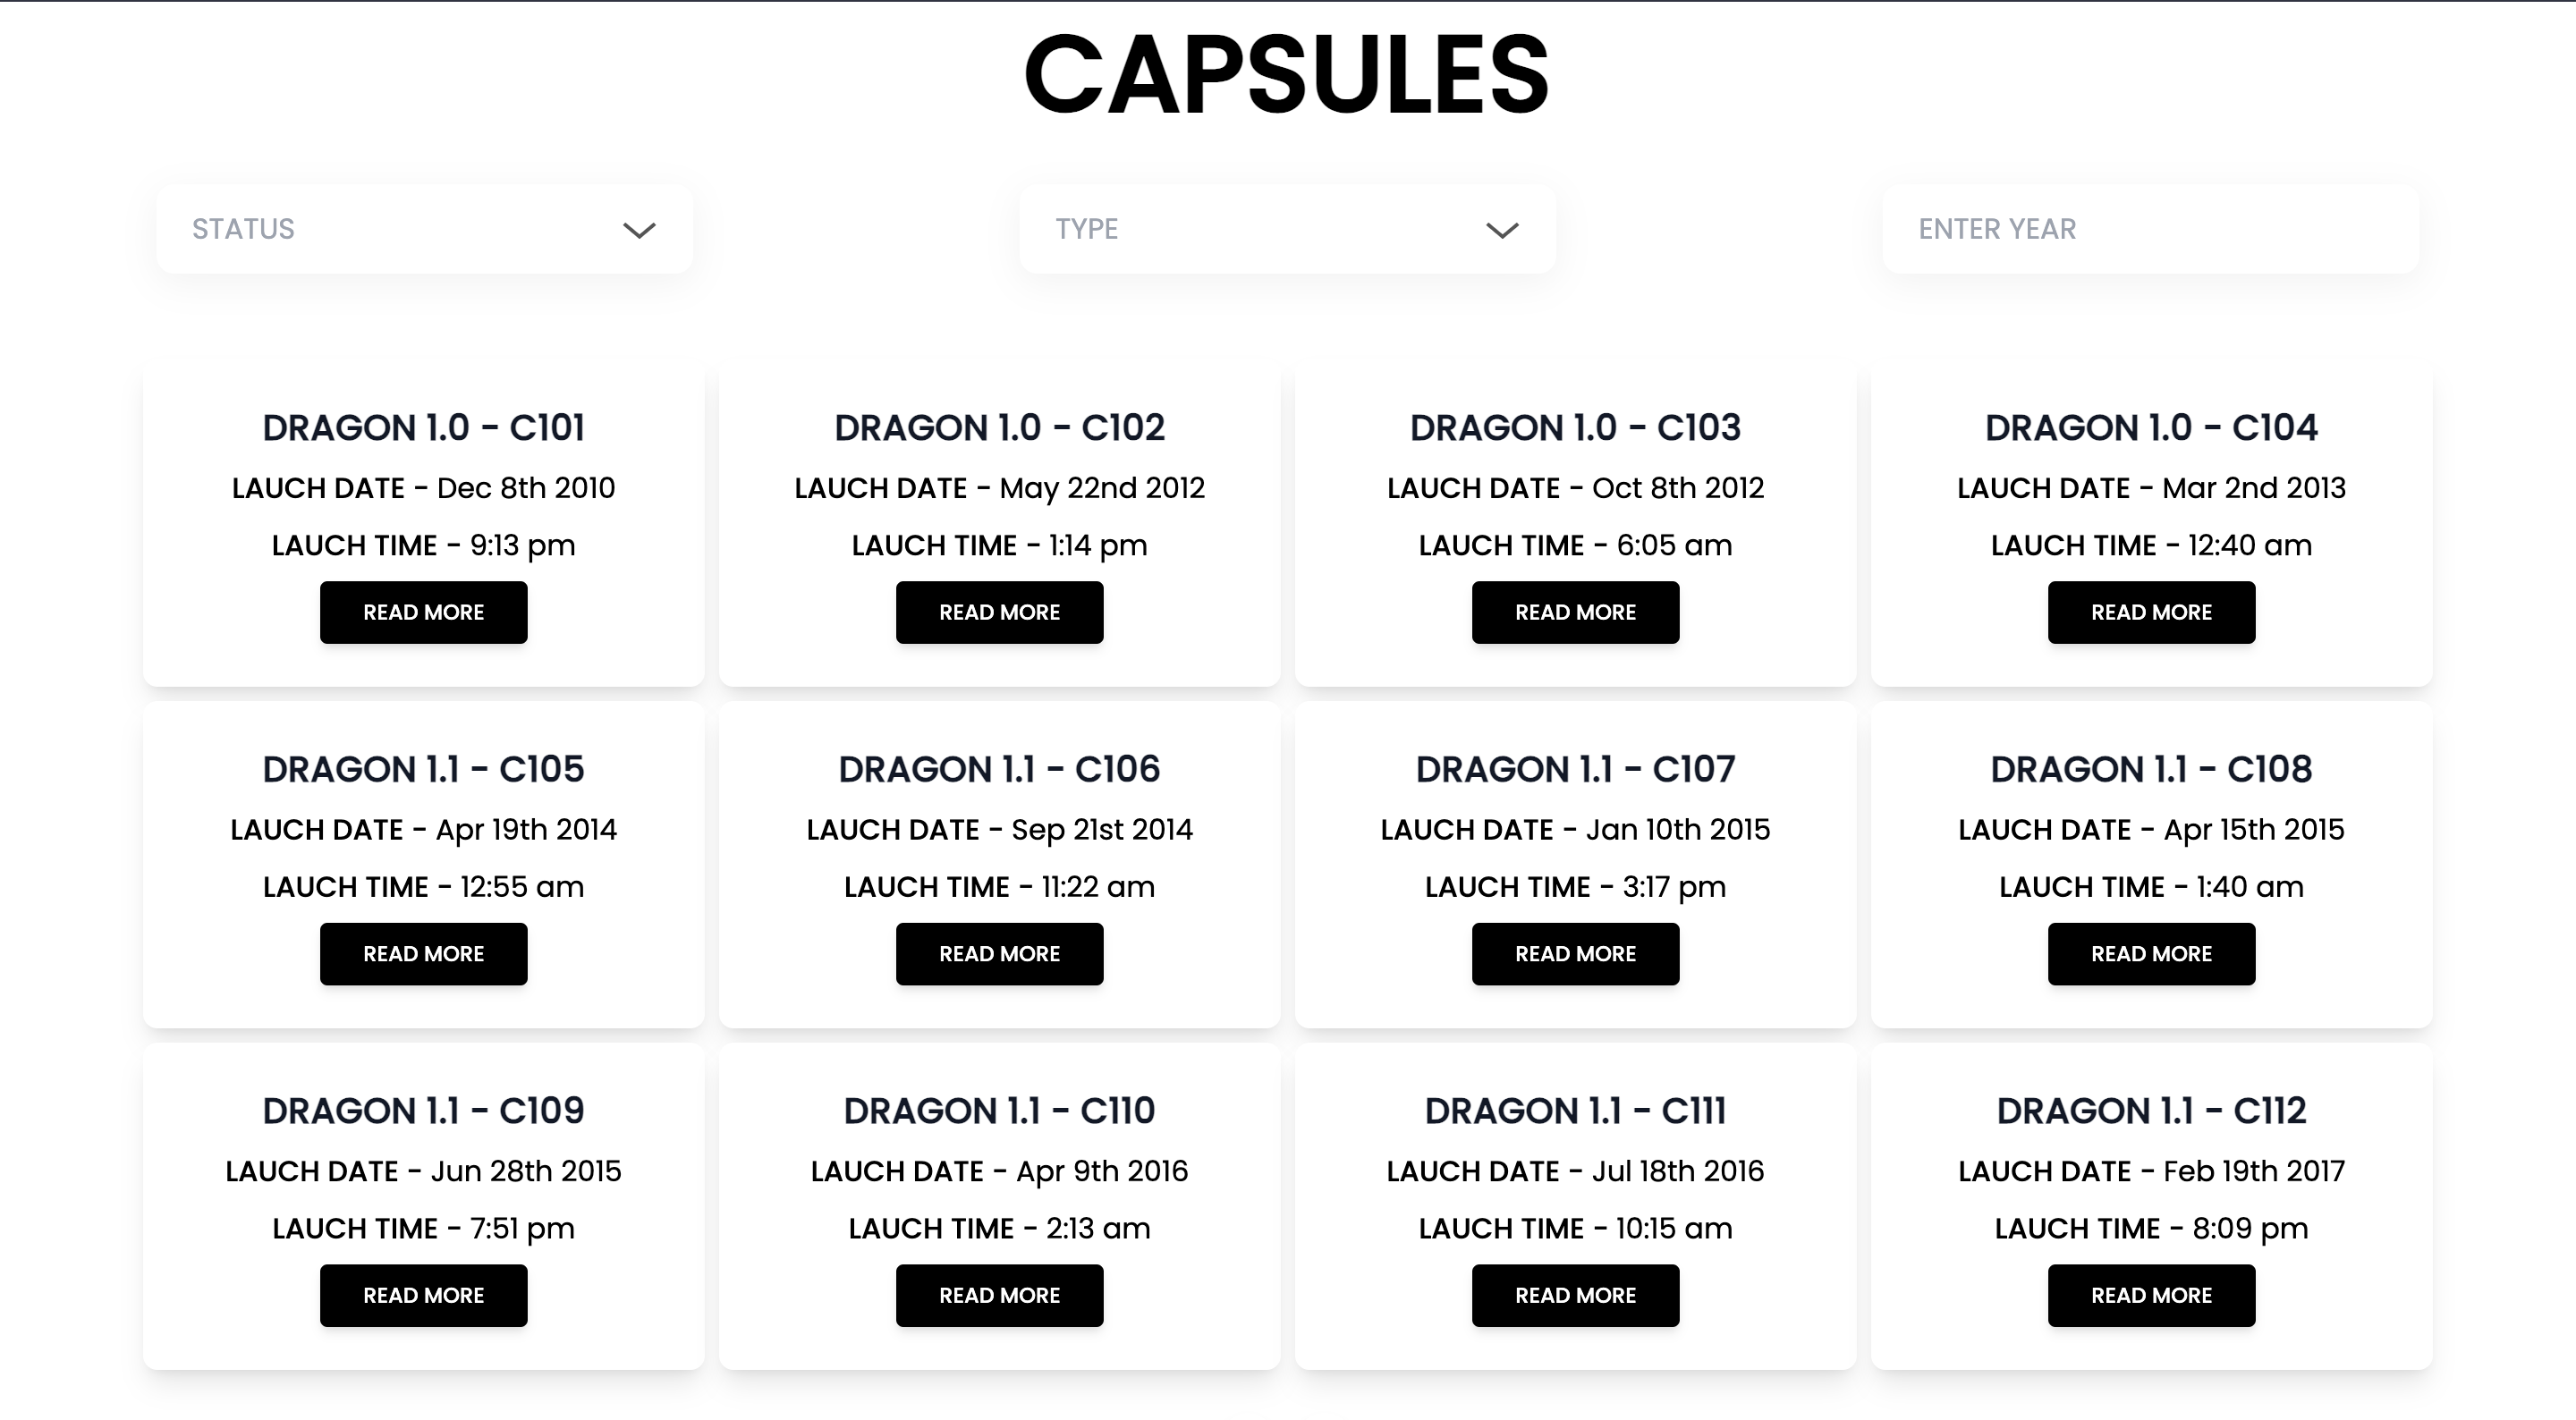 CAPSULES
STATUS
TYPE
ENTER YEAR
DRAGON 1.0 - C101
LAUCH DATE - Dec 8th 2010
LAUCH TIME - 9:13 pm
READ MORE
DRAGON 1.0 - C102
LAUCH DATE - May 22nd 2012
LAUCH TIME - 1:14 pm
READ MORE
DRAGON 1.0 - C103
LAUCH DATE - Oct 8th 2012
LAUCH TIME - 6:05 am
READ MORE
DRAGON 1.0 - C104
LAUCH DATE - Mar 2nd 2013
LAUCH TIME - 12:40 am
READ MORE
DRAGON 1.1 - C105
LAUCH DATE - Apr 19th 2014
LAUCH TIME - 12:55 am
READ MORE
DRAGON 1.1 - C106
LAUCH DATE - Sep 21st 2014
LAUCH TIME - 11:22 am
READ MORE
DRAGON 1.1 - C107
LAUCH DATE - Jan 10th 2015
LAUCH TIME - 3:17 pm
READ MORE
DRAGON 1.1 - C108
LAUCH DATE - Apr 15th 2015
LAUCH TIME - 1:40 am
READ MORE
DRAGON 1.1 - C109
LAUCH DATE - Jun 28th 2015
LAUCH TIME - 7:51 pm
READ MORE
DRAGON 1.1 - C110
LAUCH DATE - Apr 9th 2016
LAUCH TIME - 2:13 am
READ MORE
DRAGON 1.1 - C111
LAUCH DATE - Jul 18th 2016
LAUCH TIME - 10:15 am
READ MORE
DRAGON 1.1 - C112
LAUCH DATE - Feb 19th 2017
LAUCH TIME - 8:09 pm
READ MORE